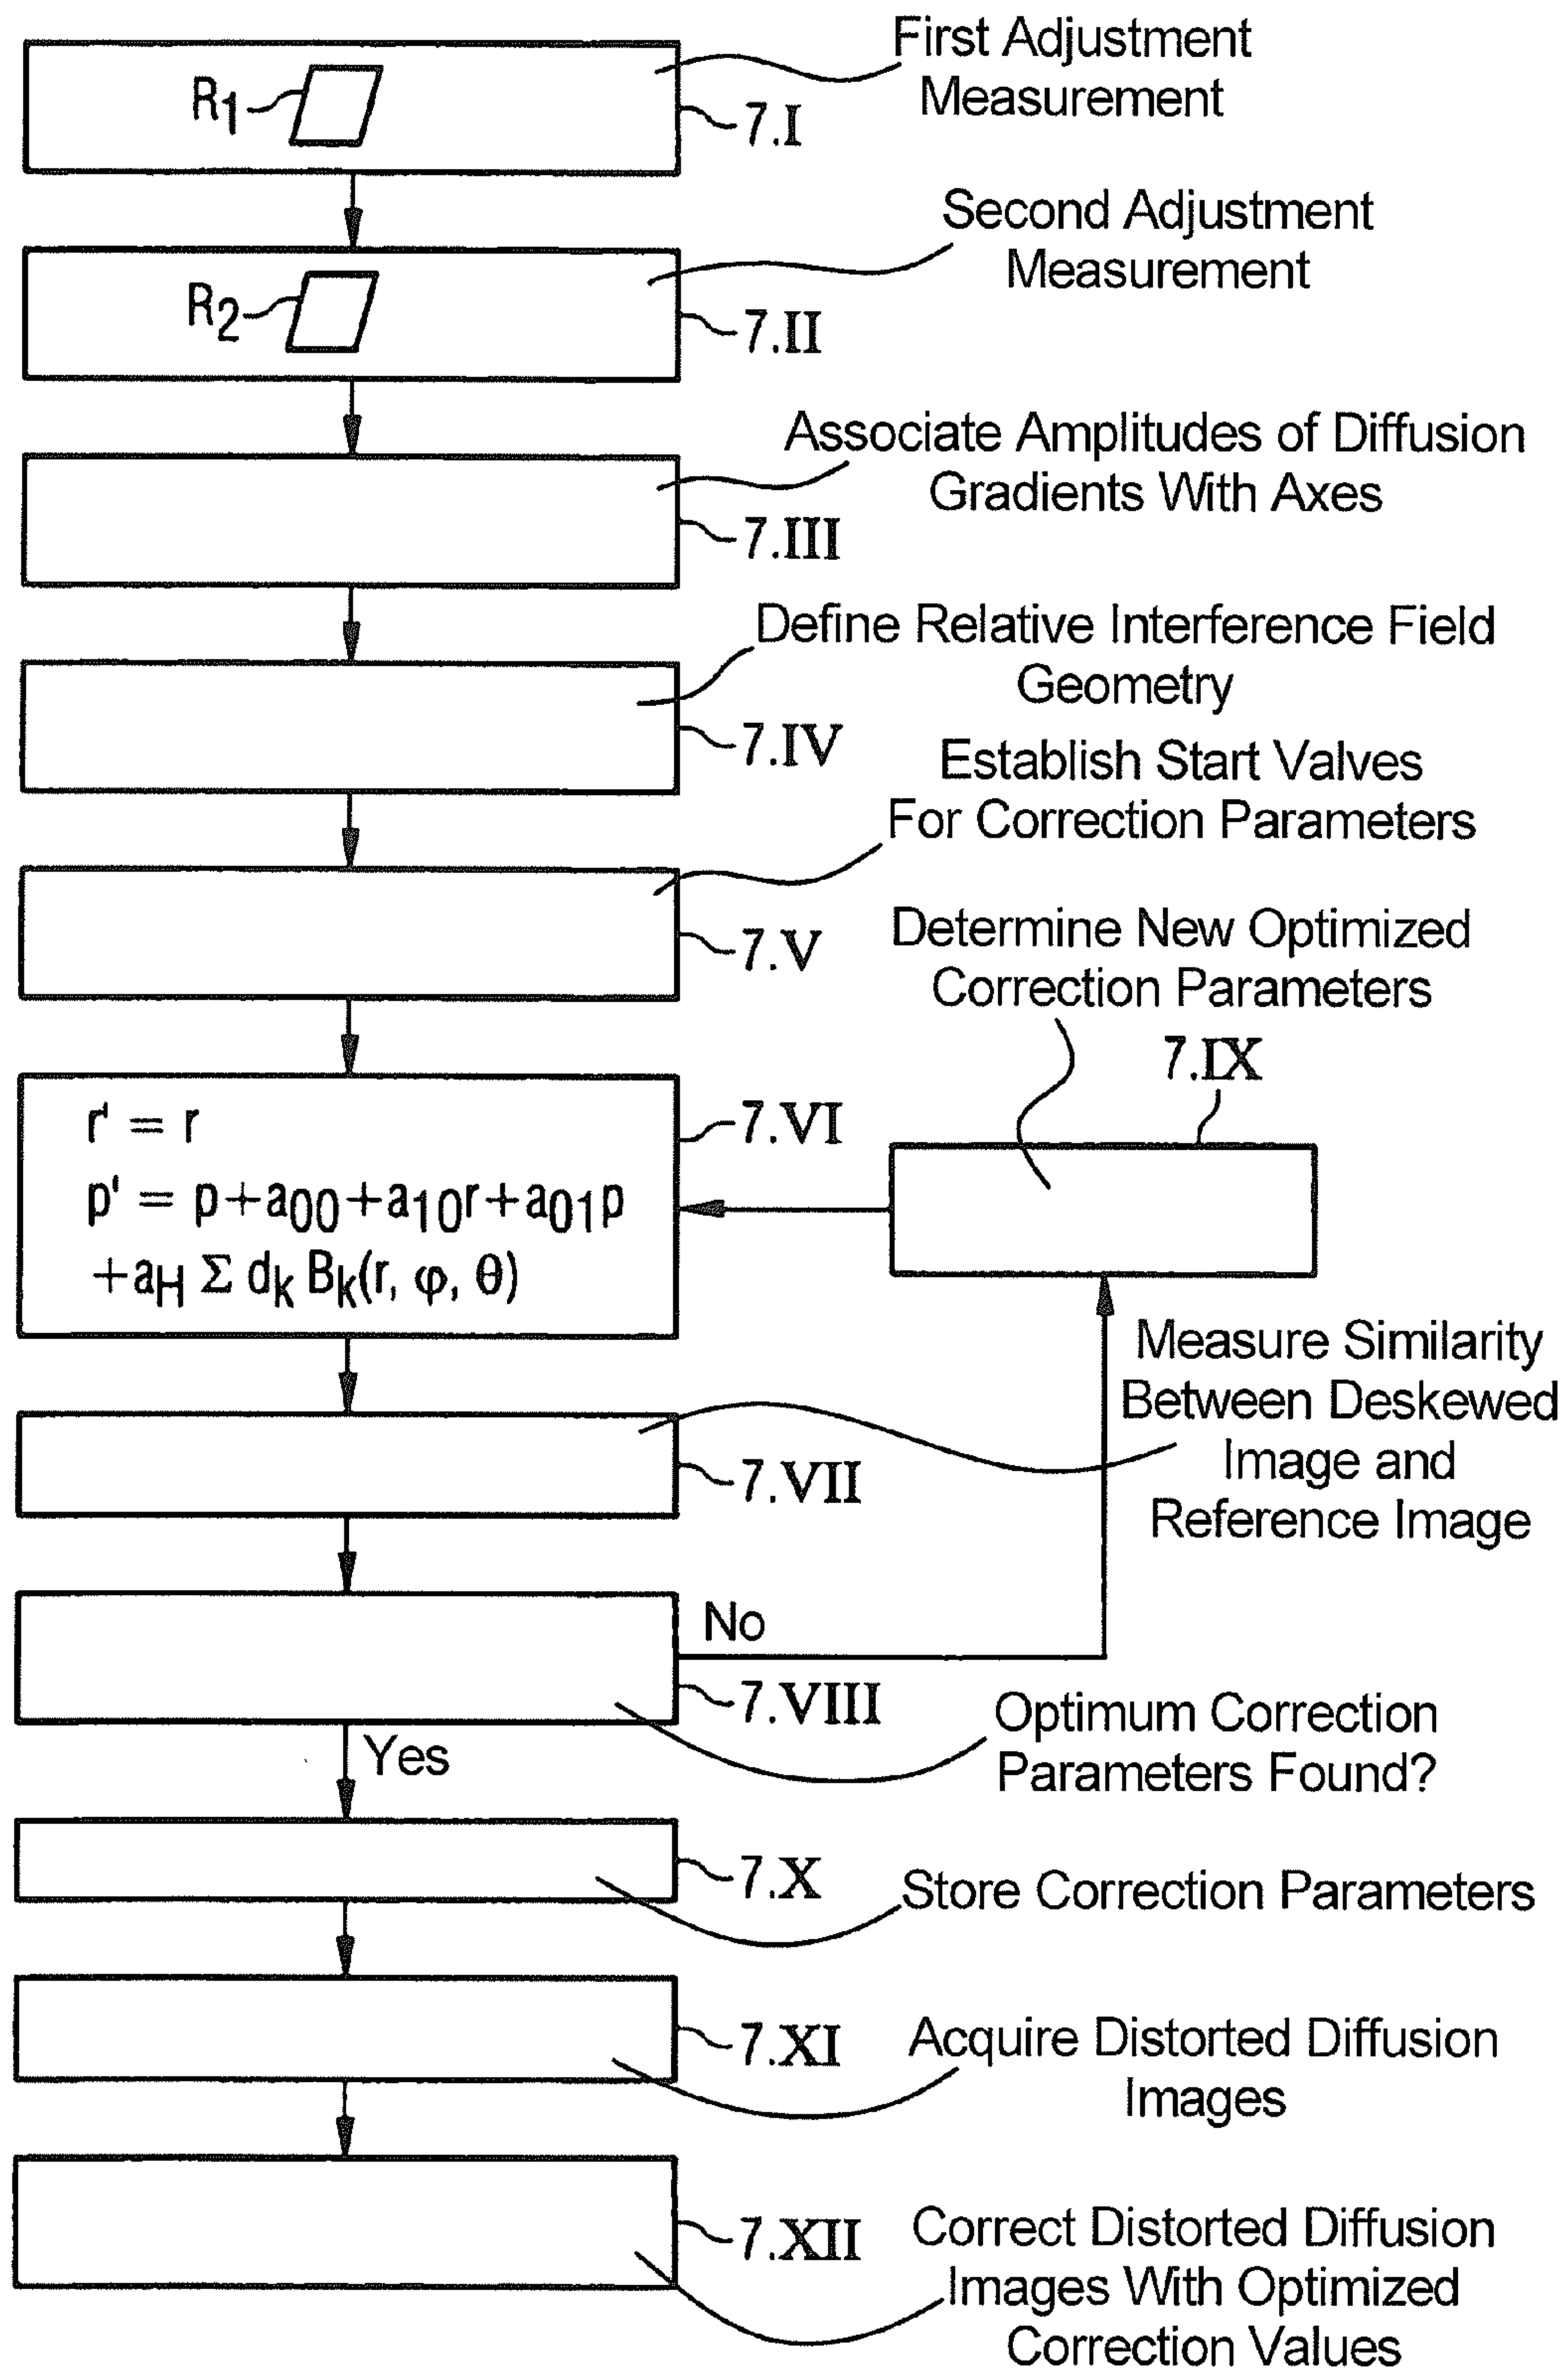 First Adjustment
Measurement
R1
7.I
Second Adjustment
Measurement
R2
7.II
Associate Amplitudes of Diffusion
Gradients With Axes
7.III
Define Relative Interference Field
Geometry
7.IV
Establish Start Valves
For Correction Parameters
7.V
Determine New Optimized
Correction Parameters
7.IX
r' = r
p' = p+a00+a10r+a01p
+aH Σ dk Bk(r, φ, θ)
7.VI
Measure Similarity
Between Deskewed
Image and
Reference Image
7.VII
No
7.VIII
Optimum Correction
Parameters Found?
Yes
7.X
Store Correction Parameters
7.XI
Acquire Distorted Diffusion
Images
7.XII
Correct Distorted Diffusion
Images With Optimized
Correction Values